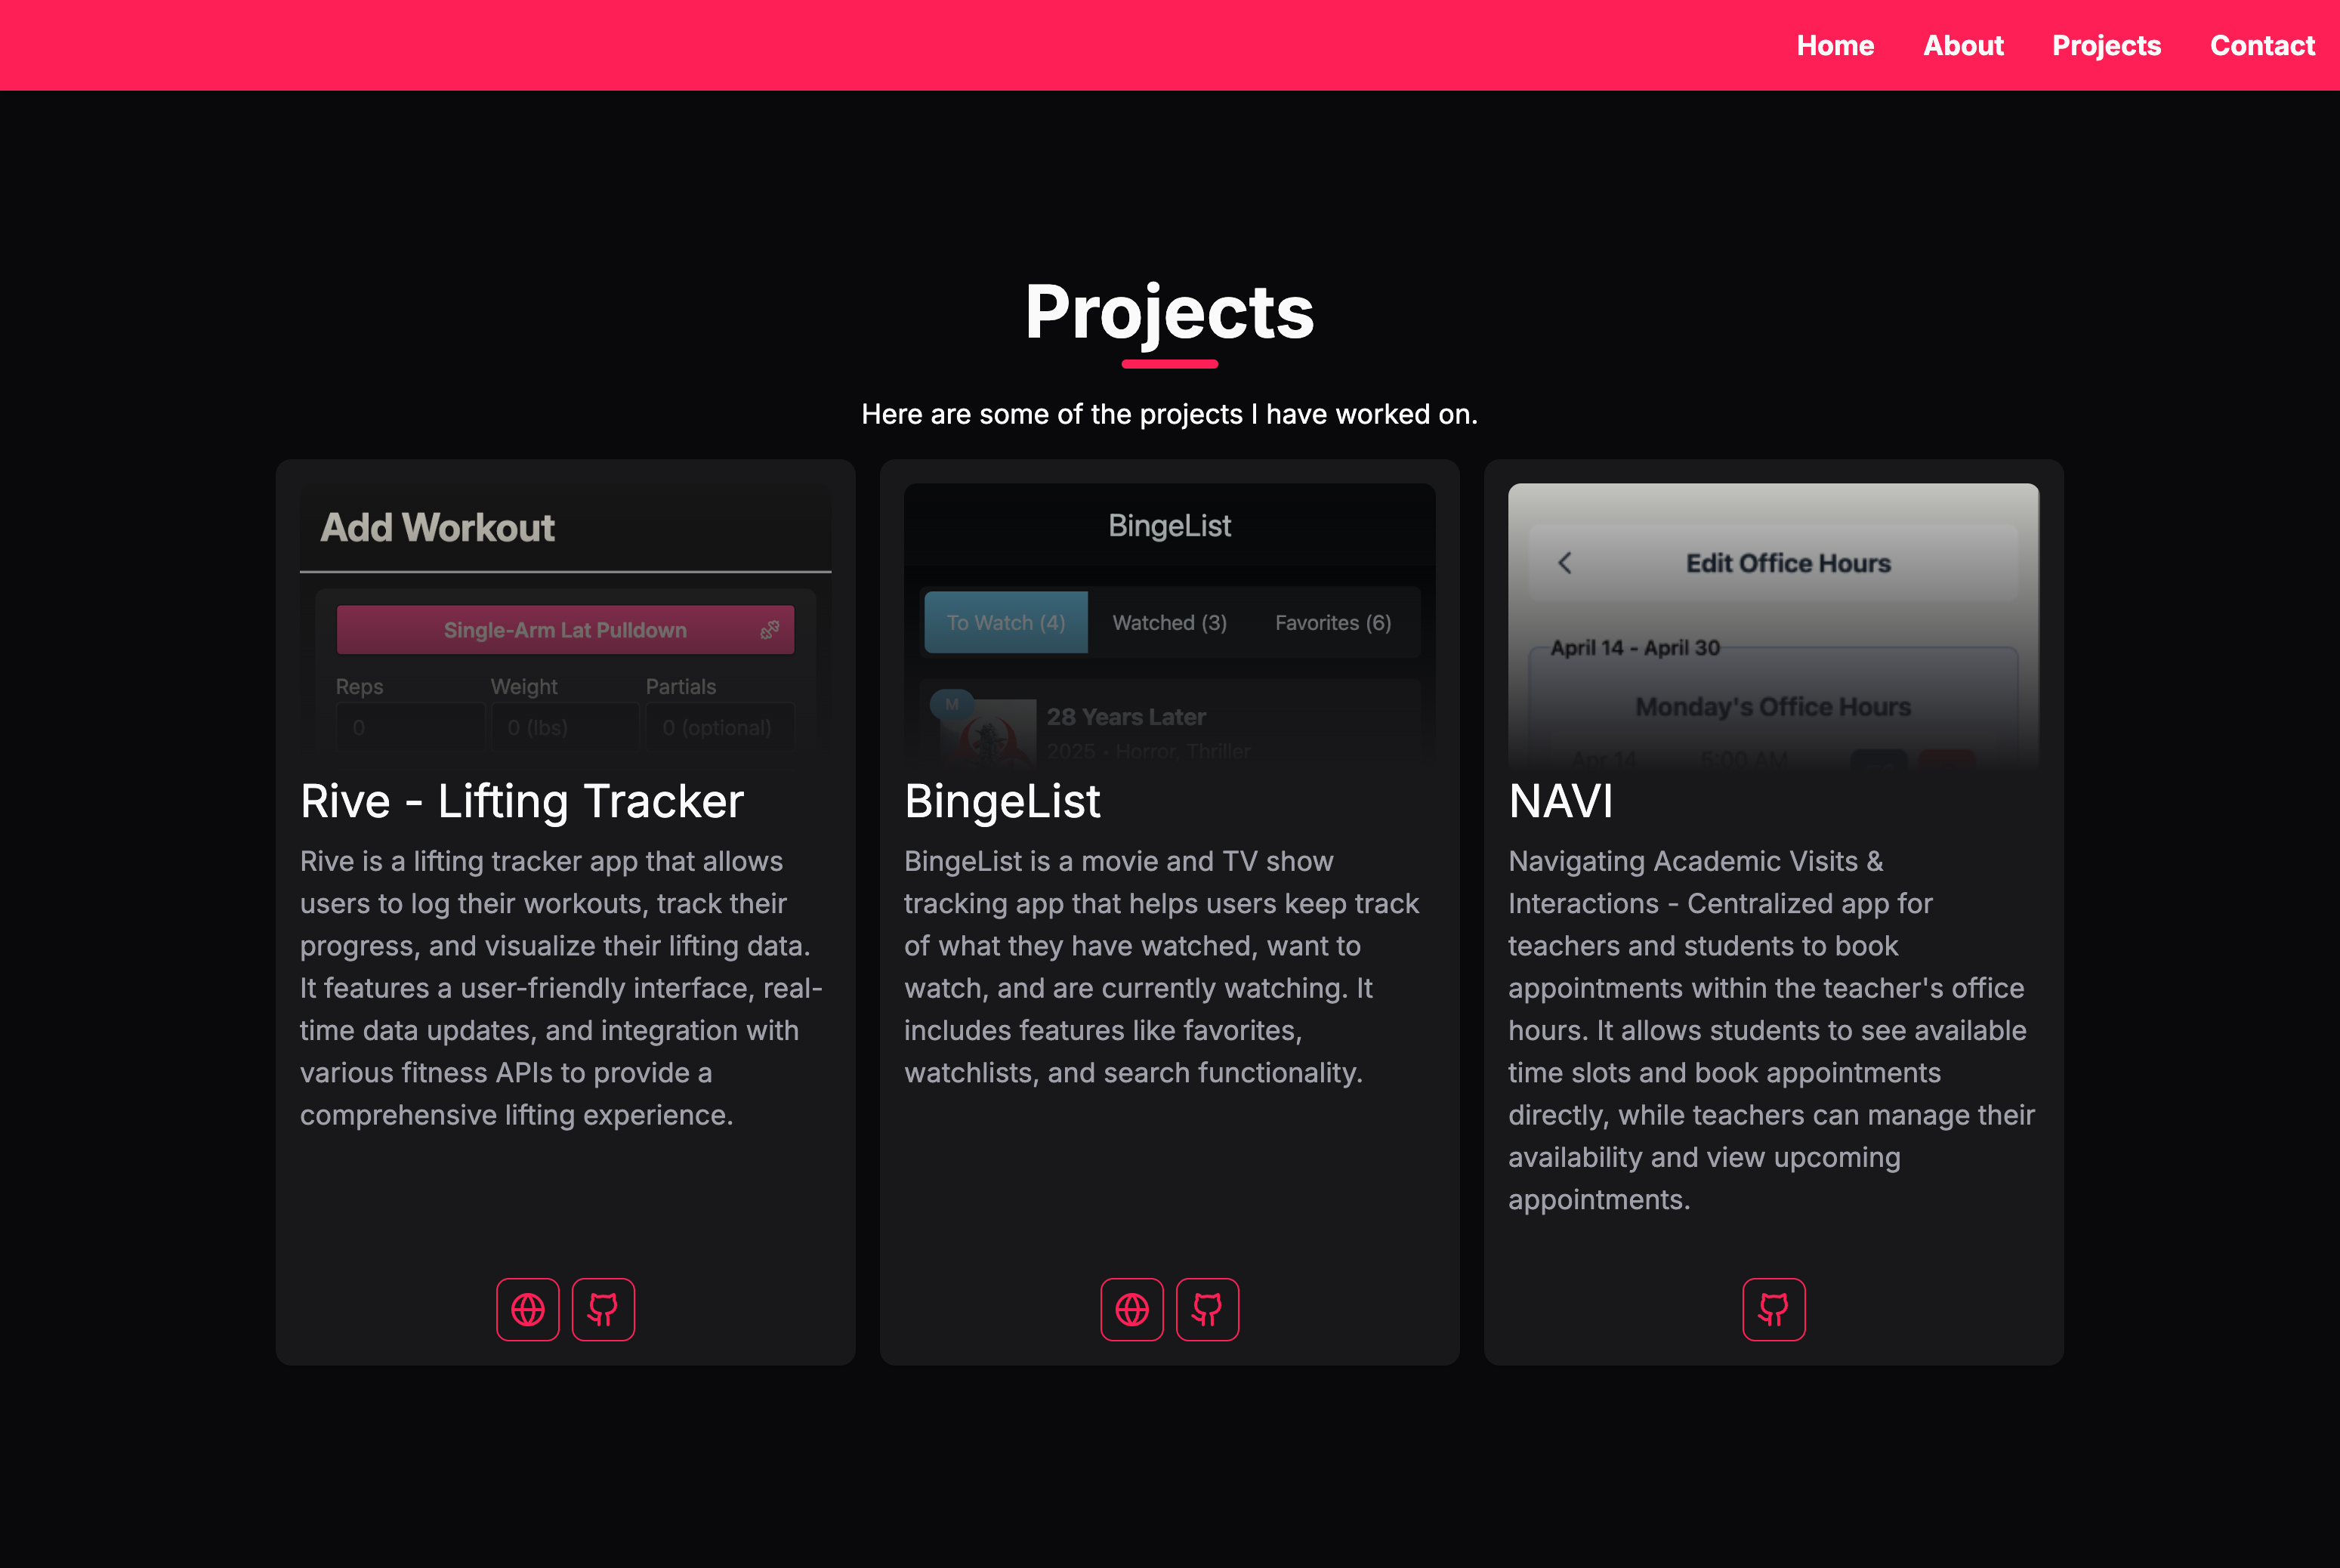 Home About Projects Contact
Projects
Here are some of the projects I have worked on.
Add Workout
Single-Arm Lat Pulldown
Reps Weight Partials
0 0 (lbs) 0 (optional)
Rive - Lifting Tracker
Rive is a lifting tracker app that allows
users to log their workouts, track their
progress, and visualize their lifting data.
It features a user-friendly interface, real-
time data updates, and integration with
various fitness APIs to provide a
comprehensive lifting experience.
BingeList
To Watch (4) Watched (3) Favorites (6)
M
28 Years Later
2025 • Horror, Thriller
BingeList
BingeList is a movie and TV show
tracking app that helps users keep track
of what they have watched, want to
watch, and are currently watching. It
includes features like favorites,
watchlists, and search functionality.
Edit Office Hours
April 14 - April 30
Monday's Office Hours
Apr 14 5:00 AM
NAVI
Navigating Academic Visits &
Interactions - Centralized app for
teachers and students to book
appointments within the teacher's office
hours. It allows students to see available
time slots and book appointments
directly, while teachers can manage their
availability and view upcoming
appointments.